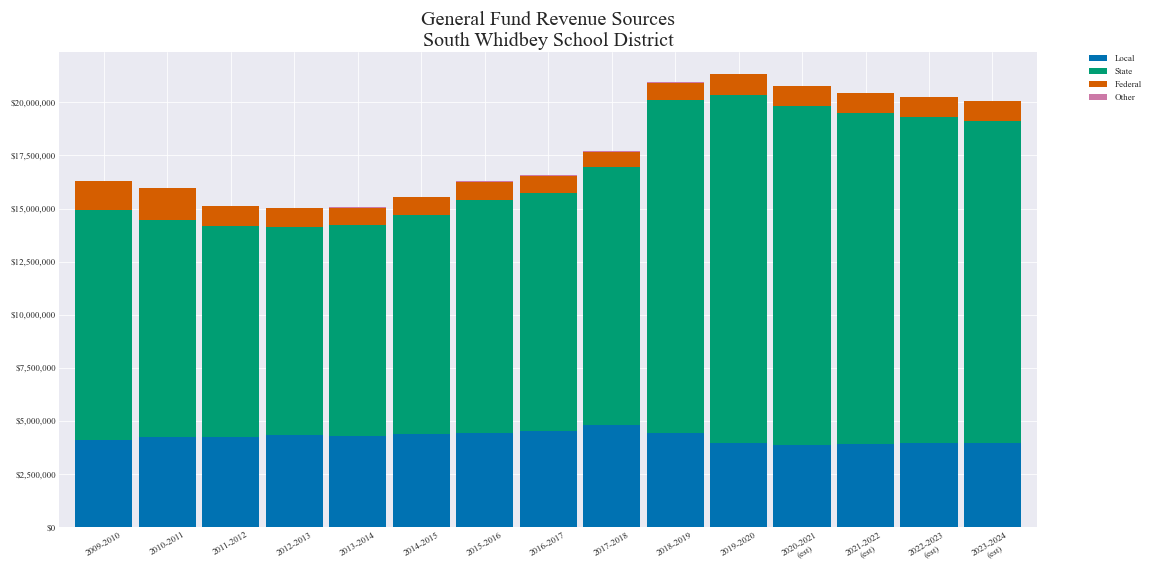 General Fund Revenue Sources
South Whidbey School District
Local
State
Federal
Other
$20,000,000
$17,500,000
$15,000,000
$12,500,000
$10,000,000
$7,500,000
$5,000,000
$2,500,000
$0
2009-2010
2010-2011
2011-2012
2012-2013
2013-2014
2014-2015
2015-2016
2016-2017
2017-2018
2018-2019
2019-2020
2020-2021
(est)
2021-2022
(est)
2022-2023
(est)
2023-2024
(est)